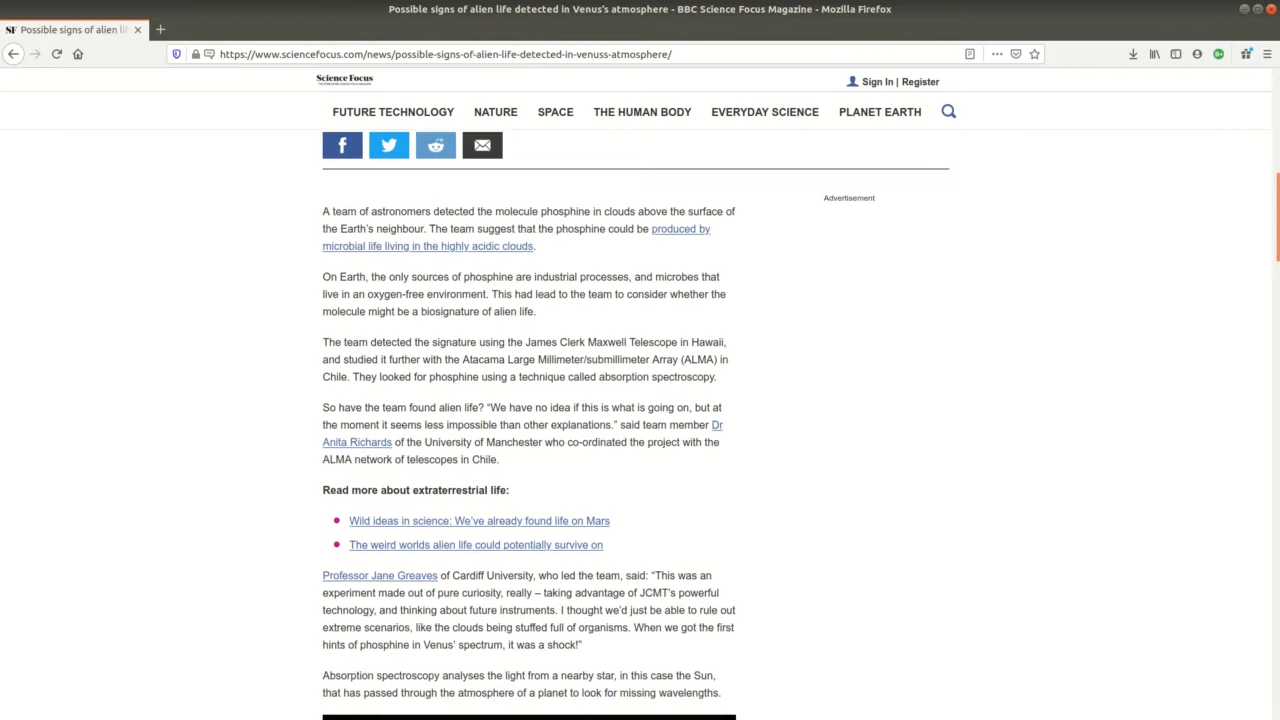 Possible signs of alien life detected in Venus's atmosphere - BBC Science Focus Magazine - Mozilla Firefox
SF Possible signs of alien li
https://www.sciencefocus.com/news/possible-signs-of-alien-life-detected-in-venuss-atmosphere/
Science Focus
Sign In | Register
FUTURE TECHNOLOGY NATURE SPACE THE HUMAN BODY EVERYDAY SCIENCE PLANET EARTH
Advertisement
A team of astronomers detected the molecule phosphine in clouds above the surface of
the Earth’s neighbour. The team suggest that the phosphine could be produced by
microbial life living in the highly acidic clouds.
On Earth, the only sources of phosphine are industrial processes, and microbes that
live in an oxygen-free environment. This had lead to the team to consider whether the
molecule might be a biosignature of alien life.
The team detected the signature using the James Clerk Maxwell Telescope in Hawaii,
and studied it further with the Atacama Large Millimeter/submillimeter Array (ALMA) in
Chile. They looked for phosphine using a technique called absorption spectroscopy.
So have the team found alien life? “We have no idea if this is what is going on, but at
the moment it seems less impossible than other explanations.” said team member Dr
Anita Richards of the University of Manchester who co-ordinated the project with the
ALMA network of telescopes in Chile.
Read more about extraterrestrial life:
Wild ideas in science: We’ve already found life on Mars
The weird worlds alien life could potentially survive on
Professor Jane Greaves of Cardiff University, who led the team, said: “This was an
experiment made out of pure curiosity, really – taking advantage of JCMT’s powerful
technology, and thinking about future instruments. I thought we’d just be able to rule out
extreme scenarios, like the clouds being stuffed full of organisms. When we got the first
hints of phosphine in Venus’ spectrum, it was a shock!”
Absorption spectroscopy analyses the light from a nearby star, in this case the Sun,
that has passed through the atmosphere of a planet to look for missing wavelengths.